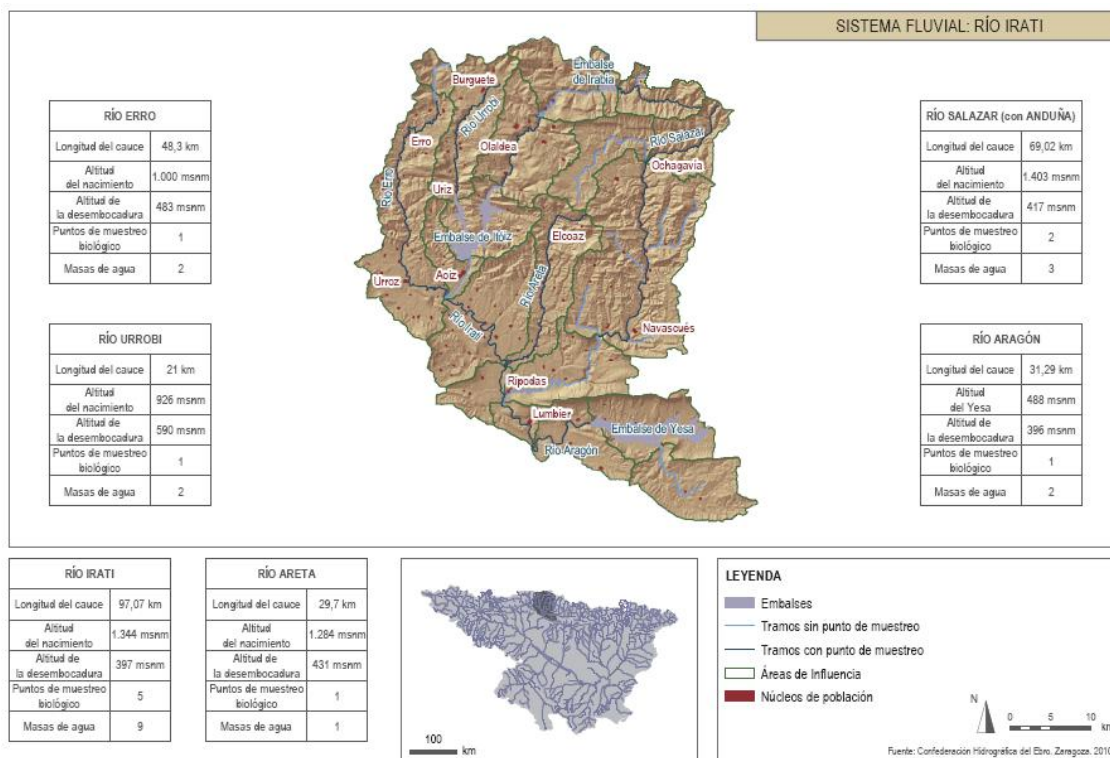 SISTEMA FLUVIAL: RÍO IRATI
RÍO ERRO
Longitud del cauce 48,3 km
Altitud
del nacimiento 1.000 msnm
Altitud de
la desembocadura 483 msnm
Puntos de muestreo
biológico 1
Masas de agua 2
RÍO URROBI
Longitud del cauce 21 km
Altitud
del nacimiento 926 msnm
Altitud de
la desembocadura 590 msnm
Puntos de muestreo
biológico 1
Masas de agua 2
Embalse
de Irabia
Burguete
Río Urrobi
Erro
Olaldea
Río Salazar
Ochagavía
Río Erro
Uriz
Embalse de Itóiz
Elcoaz
Aoíz
Urroz
Río Areta
Río Irati
Navascués
Ripodas
Lumbier
Embalse de Yesa
Río Aragón
RÍO SALAZAR (con ANDUÑA)
Longitud del cauce 69,02 km
Altitud
del nacimiento 1.403 msnm
Altitud de
la desembocadura 417 msnm
Puntos de muestreo
biológico 2
Masas de agua 3
RÍO ARAGÓN
Longitud del cauce 31,29 km
Altitud
del Yesa 488 msnm
Altitud de
la desembocadura 396 msnm
Puntos de muestreo
biológico 1
Masas de agua 2
RÍO IRATI
Longitud del cauce 97,07 km
Altitud
del nacimiento 1.344 msnm
Altitud de
la desembocadura 397 msnm
Puntos de muestreo
biológico 5
Masas de agua 9
RÍO ARETA
Longitud del cauce 29,7 km
Altitud
del nacimiento 1.284 msnm
Altitud de
la desembocadura 431 msnm
Puntos de muestreo
biológico 1
Masas de agua 1
100
km
LEYENDA
Embalses
Tramos sin punto de muestreo
Tramos con punto de muestreo
Áreas de Influencia
Núcleos de población
N
0 5 10
km
Fuente: Confederación Hidrográfica del Ebro. Zaragoza. 2010